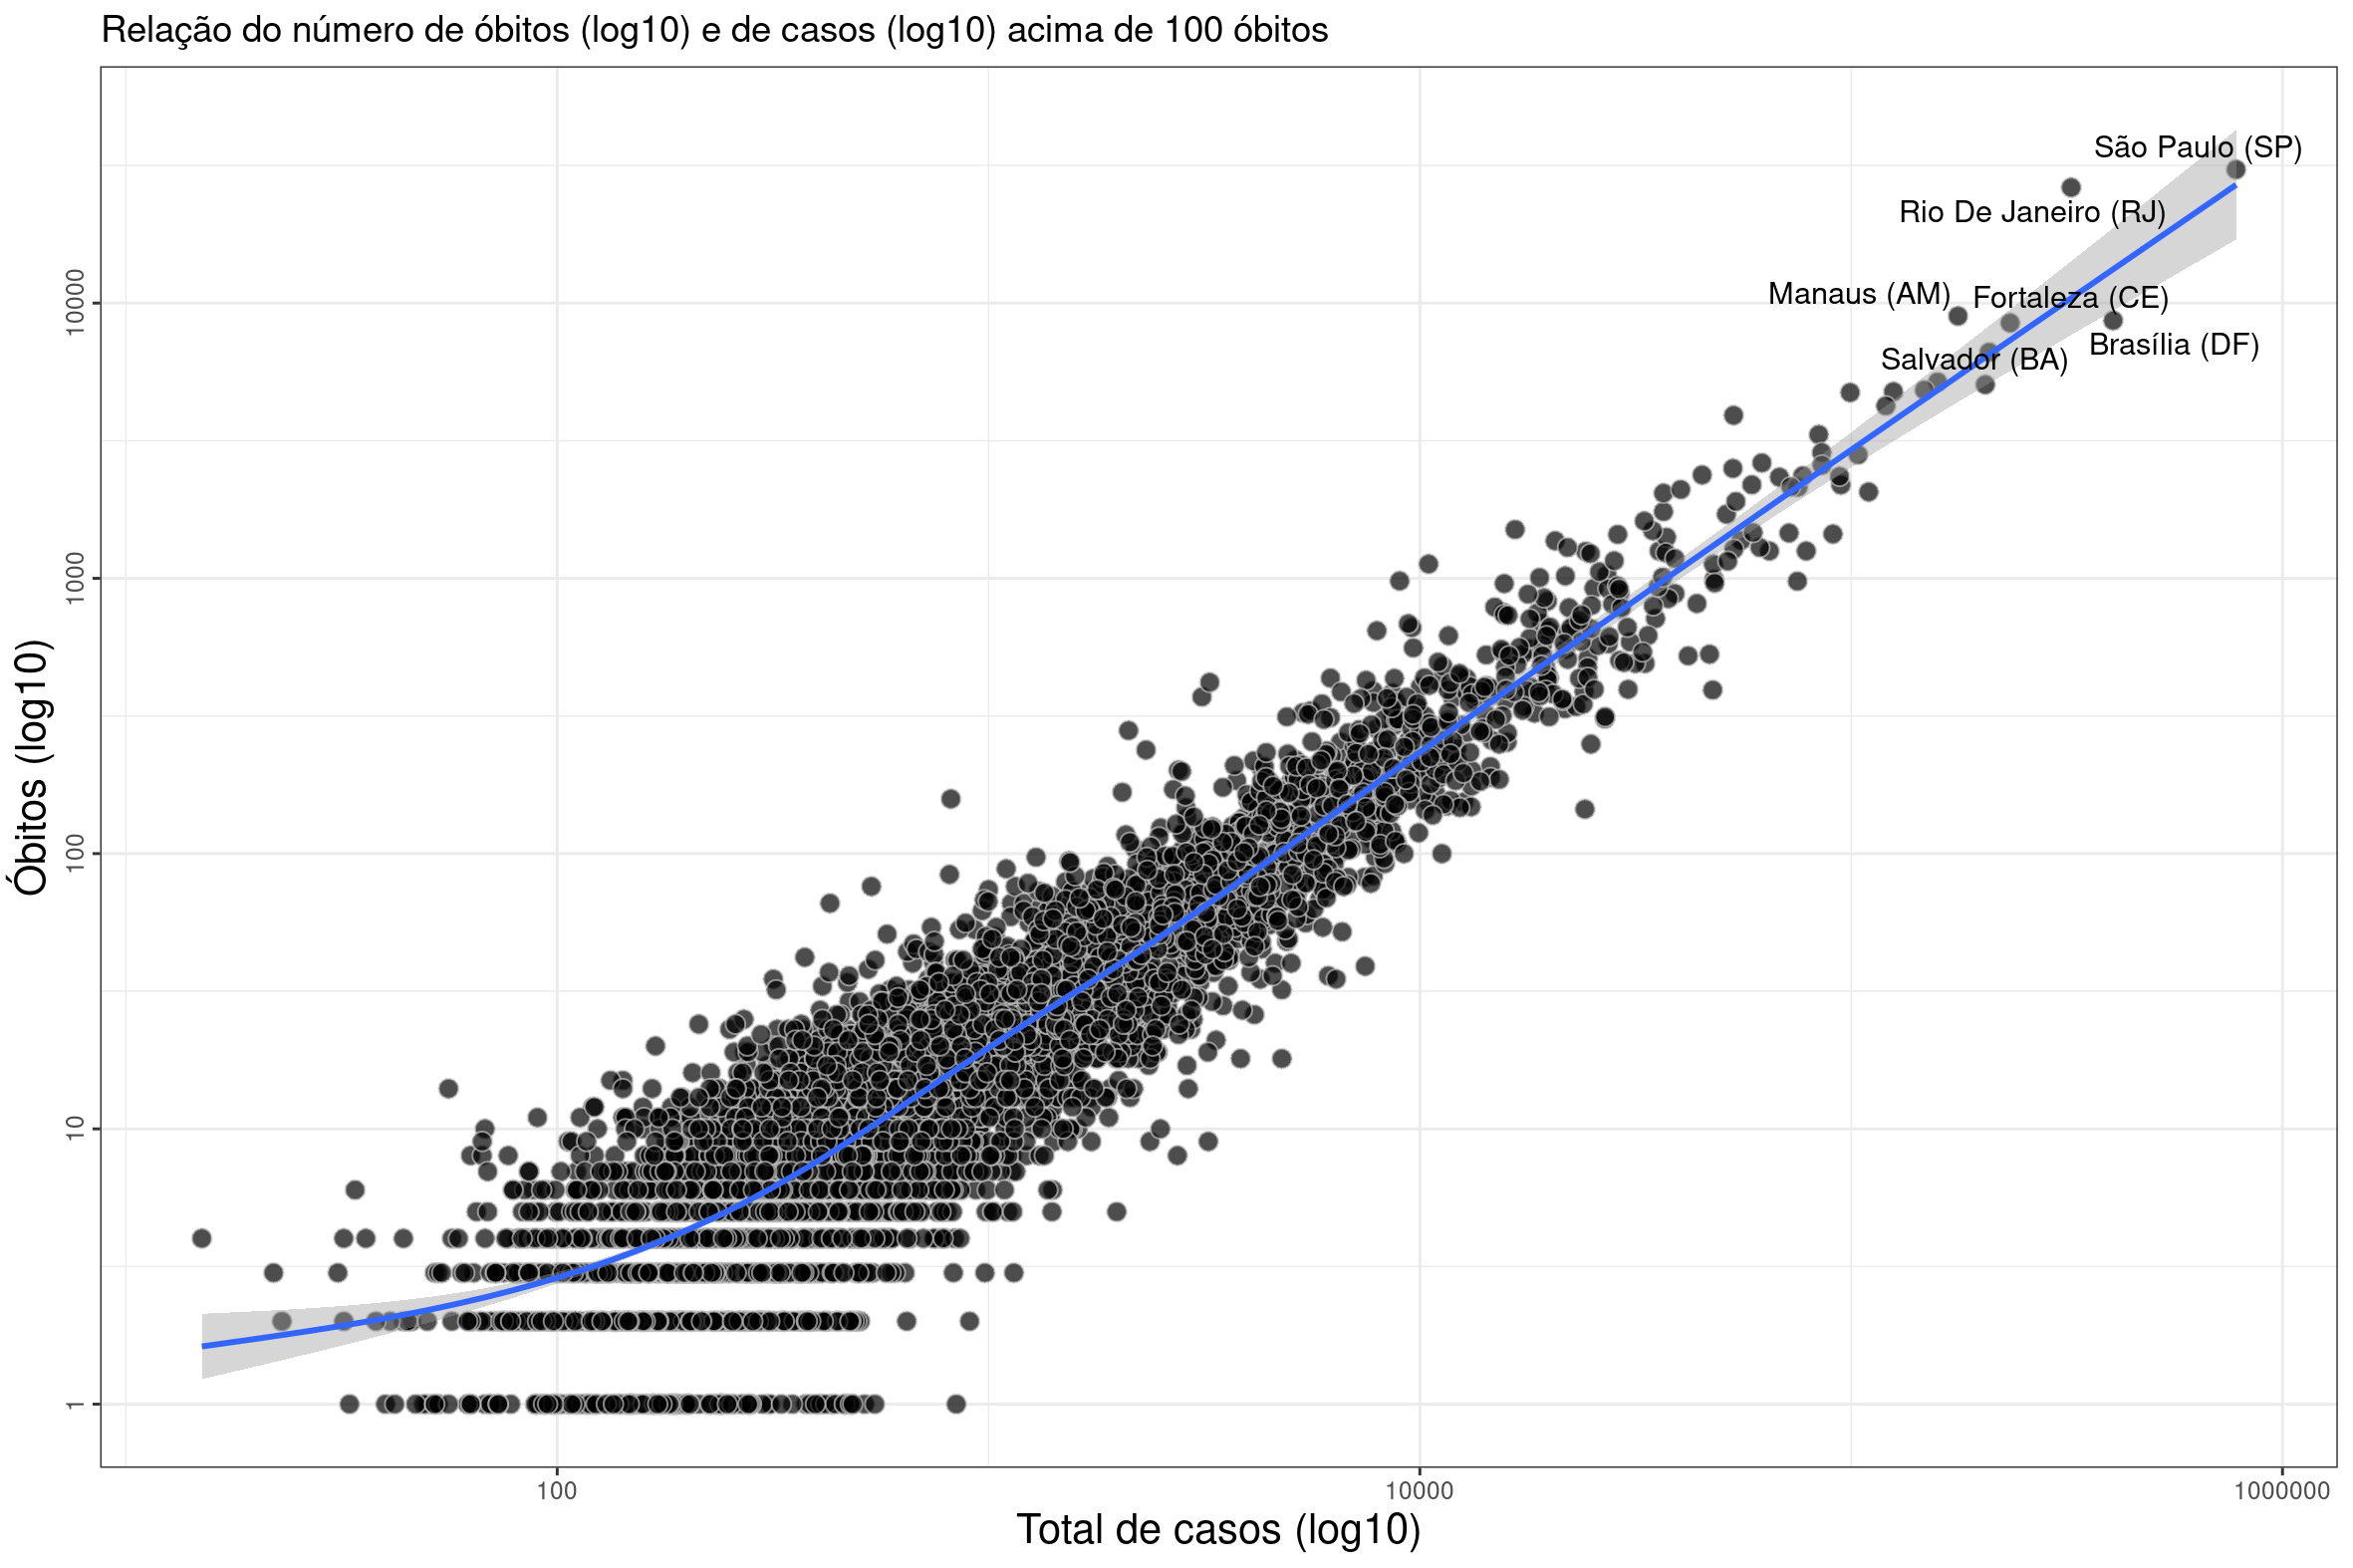 Relação do número de óbitos (log10) e de casos (log10) acima de 100 óbitos
São Paulo (SP)
Rio De Janeiro (RJ)
Manaus (AM)
Fortaleza (CE)
Brasília (DF)
Salvador (BA)
Óbitos (log10)
10000
1000
100
10
1
100
10000
1000000
Total de casos (log10)